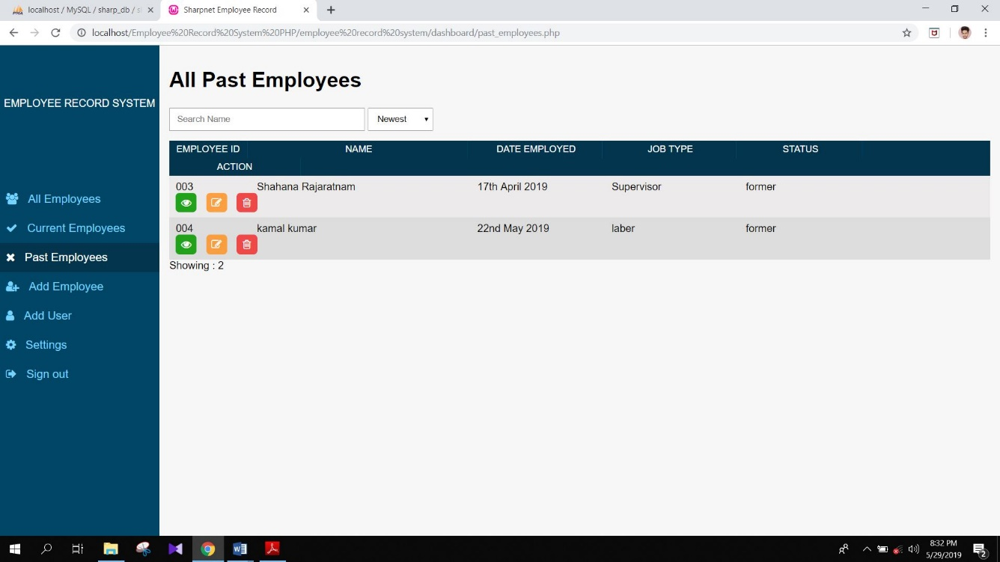 localhost / MySQL / sharp_db / s
Sharpnet Employee Record
localhost/Employee%20Record%20System%20PHP/employee%20record%20system/dashboard/past_employees.php
EMPLOYEE RECORD SYSTEM
All Employees
Current Employees
Past Employees
Add Employee
Add User
Settings
Sign out
All Past Employees
Search Name Newest
EMPLOYEE ID NAME DATE EMPLOYED JOB TYPE STATUS
ACTION
003 Shahana Rajaratnam 17th April 2019 Supervisor former
004 kamal kumar 22nd May 2019 laber former
Showing : 2
8:32 PM
5/29/2019
2